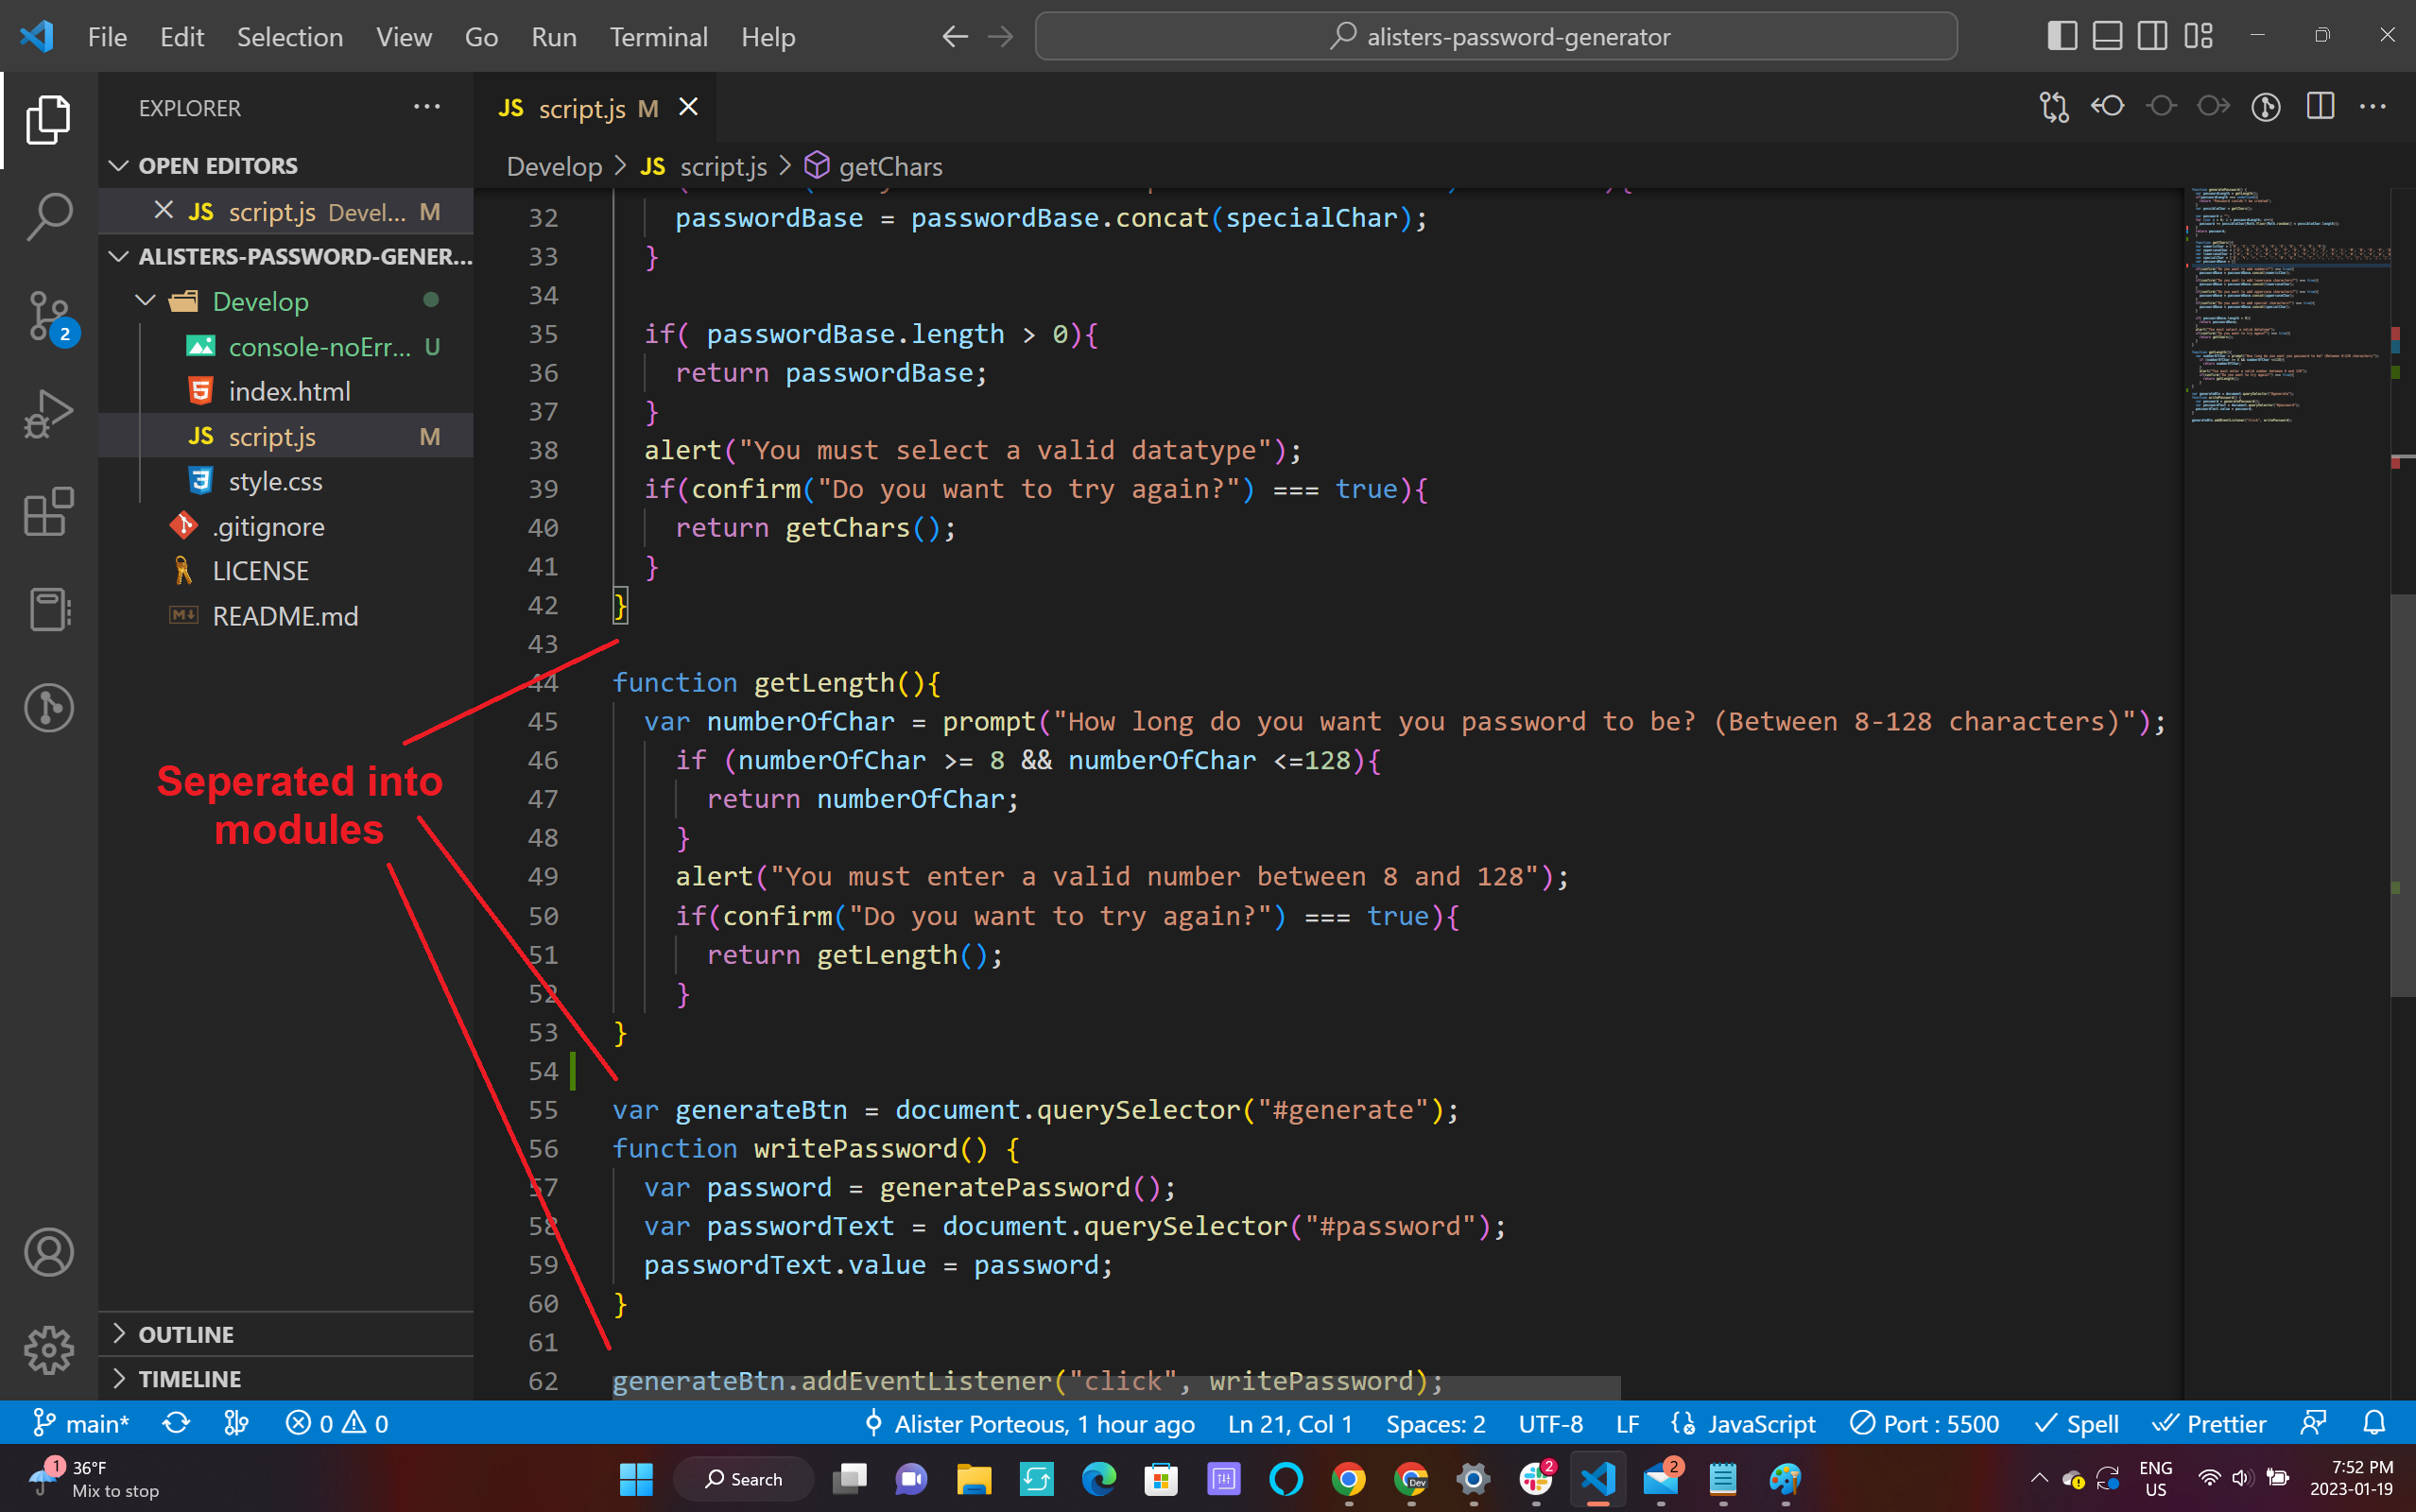 File Edit Selection View Go Run Terminal Help
alisters-password-generator
EXPLORER
JS script.js M
OPEN EDITORS
Develop > JS script.js > getChars
JS script.js Devel... M
ALISTERS-PASSWORD-GENER...
Develop
console-noErr... U
index.html
JS script.js M
style.css
.gitignore
LICENSE
README.md
32 passwordBase = passwordBase.concat(specialChar);
33 }
34
35 if( passwordBase.length > 0){
36 return passwordBase;
37 }
38 alert("You must select a valid datatype");
39 if(confirm("Do you want to try again?") === true){
40 return getChars();
41 }
42 }
43
44 function getLength(){
45 var numberOfChar = prompt("How long do you want you password to be? (Between 8-128 characters)");
46 if (numberOfChar >= 8 && numberOfChar <=128){
47 return numberOfChar;
48 }
49 alert("You must enter a valid number between 8 and 128");
50 if(confirm("Do you want to try again?") === true){
51 return getLength();
52 }
53 }
54
55 var generateBtn = document.querySelector("#generate");
56 function writePassword() {
57 var password = generatePassword();
58 var passwordText = document.querySelector("#password");
59 passwordText.value = password;
60 }
61
62 generateBtn.addEventListener("click", writePassword);
Seperated into
modules
2
OUTLINE
TIMELINE
main* 0 0 Alister Porteous, 1 hour ago Ln 21, Col 1 Spaces: 2 UTF-8 LF JavaScript Port : 5500 Spell Prettier
1 36°F
Mix to stop
Search
Dev
2
2
ENG
US
7:52 PM
2023-01-19